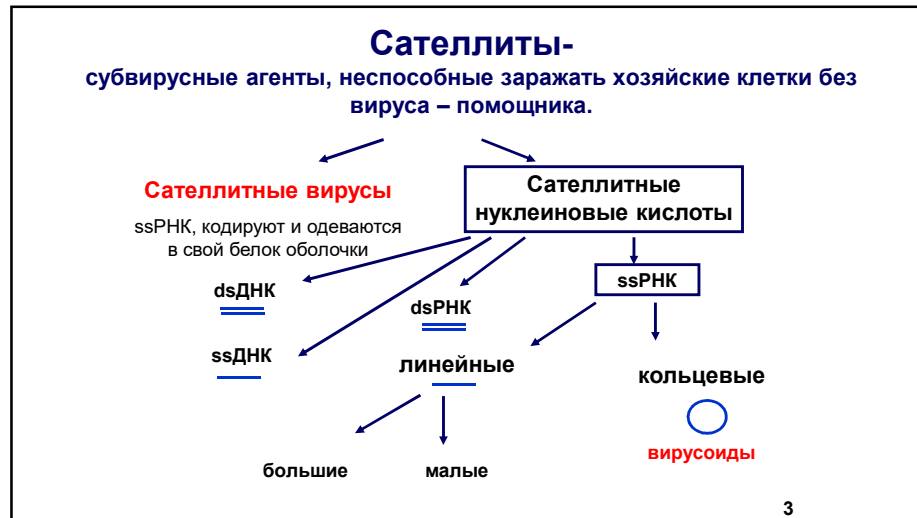 Сателлиты-
субвирусные агенты, неспособные заражать хозяйские клетки без
вируса – помощника.
Сателлитные вирусы
ssРНК, кодируют и одеваются
в свой белок оболочки
Сателлитные
нуклеиновые кислоты
dsДНК
dsРНК
ssРНК
ssДНК
линейные
кольцевые
вирусоиды
большие
малые
3